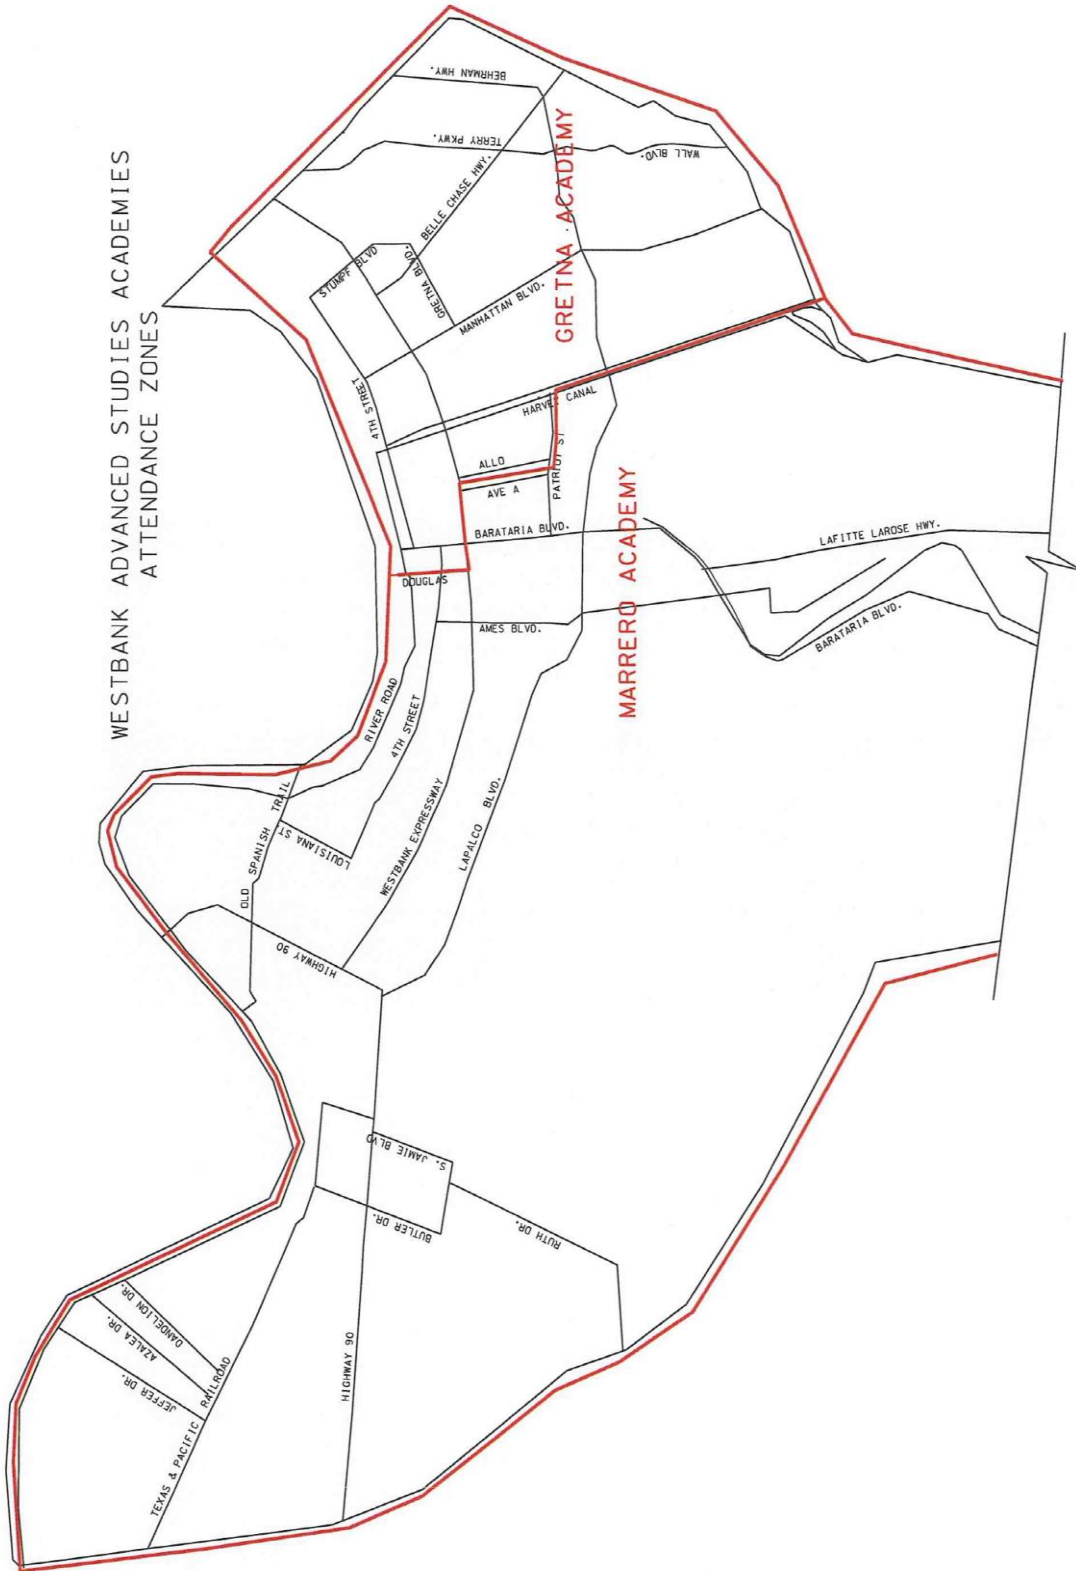 WESTBANK ADVANCED STUDIES ACADEMIES
ATTENDANCE ZONES
BEHRMAN HWY.
TERRY PKWY.
WALL BLVD.
BELLE CHASE HWY.
STUMPF BLVD
GRETNA BLVD.
MANHATTAN BLVD.
GRETNA ACADEMY
4TH STREET
HARVEY CANAL
ALLO
AVE A
PATRIOT ST
BARATARIA BLVD.
DOUGLAS
AMES BLVD.
MARRERO ACADEMY
LAFITTE LAROSE HWY.
BARATARIA BLVD.
RIVER ROAD
4TH STREET
OLD SPANISH TRAIL
LOUISIANA ST.
WESTBANK EXPRESSWAY
LAPALCO BLVD.
HIGHWAY 90
S. JAMIE BLVD
BUTLER DR.
RUTH DR.
DANDELION DR.
AZALEA DR.
JEFFER DR.
TEXAS & PACIFIC RAILROAD
HIGHWAY 90